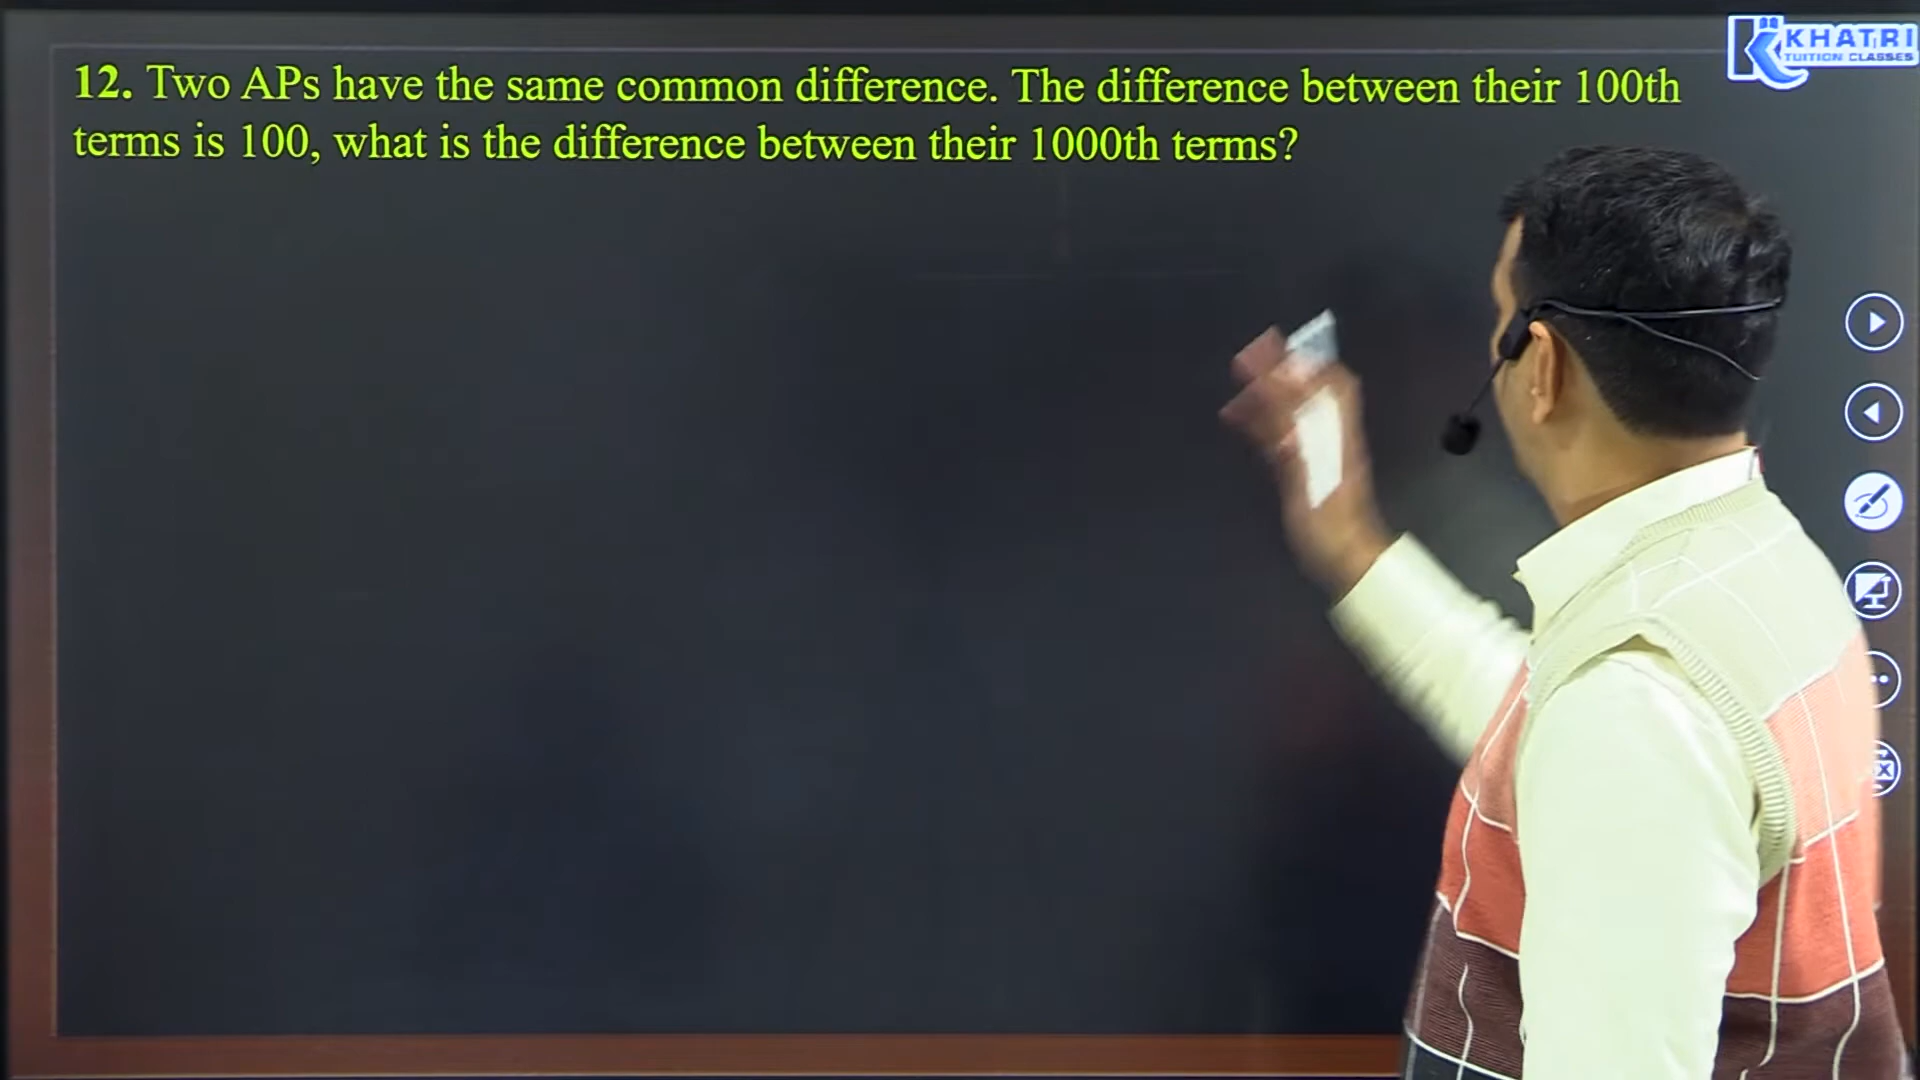 KHATRI
TUITION CLASSES
12. Two APs have the same common difference. The difference between their 100th
terms is 100, what is the difference between their 1000th terms?